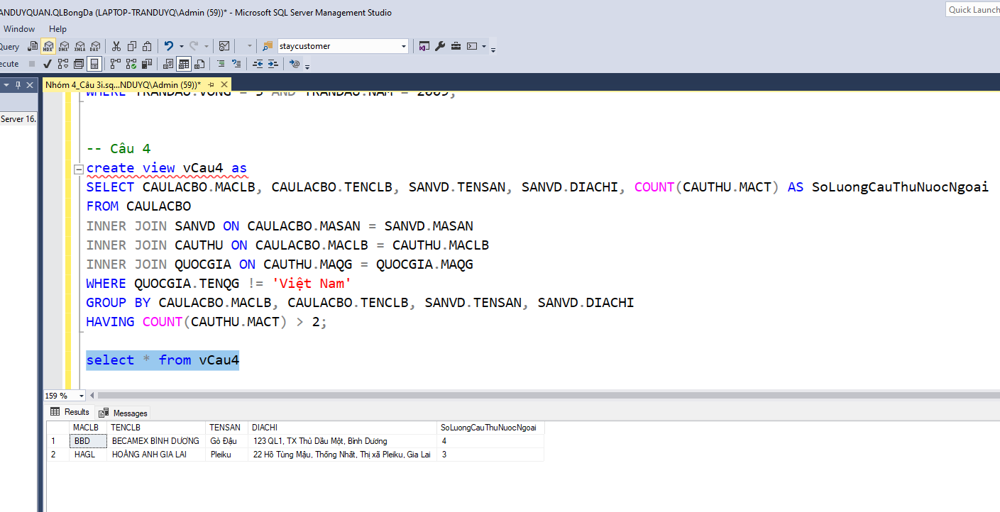 ANDUYQUAN.QLBongDa (LAPTOP-TRANDUYQ\Admin (59))* - Microsoft SQL Server Management Studio
Quick Launch
Window Help
Query MDX DMX XMLA DAX staycustomer
ecute
Nhóm 4_Câu 3i.sq...NDUYQ\Admin (59))*
WHERE TRANDAU.VONG = 3 AND TRANDAU.NAM = 2009;
Server 16.
-- Câu 4
create view vCau4 as
SELECT CAULACBO.MACLB, CAULACBO.TENCLB, SANVD.TENSAN, SANVD.DIACHI, COUNT(CAUTHU.MACT) AS SoLuongCauThuNuocNgoai
FROM CAULACBO
INNER JOIN SANVD ON CAULACBO.MASAN = SANVD.MASAN
INNER JOIN CAUTHU ON CAULACBO.MACLB = CAUTHU.MACLB
INNER JOIN QUOCGIA ON CAUTHU.MAQG = QUOCGIA.MAQG
WHERE QUOCGIA.TENQG != 'Việt Nam'
GROUP BY CAULACBO.MACLB, CAULACBO.TENCLB, SANVD.TENSAN, SANVD.DIACHI
HAVING COUNT(CAUTHU.MACT) > 2;
select * from vCau4
159 %
Results Messages
MACLB TENCLB TENSAN DIACHI SoLuongCauThuNuocNgoai
1 BBD BECAMEX BÌNH DƯƠNG Gò Đậu 123 QL1, TX Thủ Dầu Một, Bình Dương 4
2 HAGL HOÀNG ANH GIA LAI Pleiku 22 Hồ Tùng Mậu, Thống Nhất, Thị xã Pleiku, Gia Lai 3